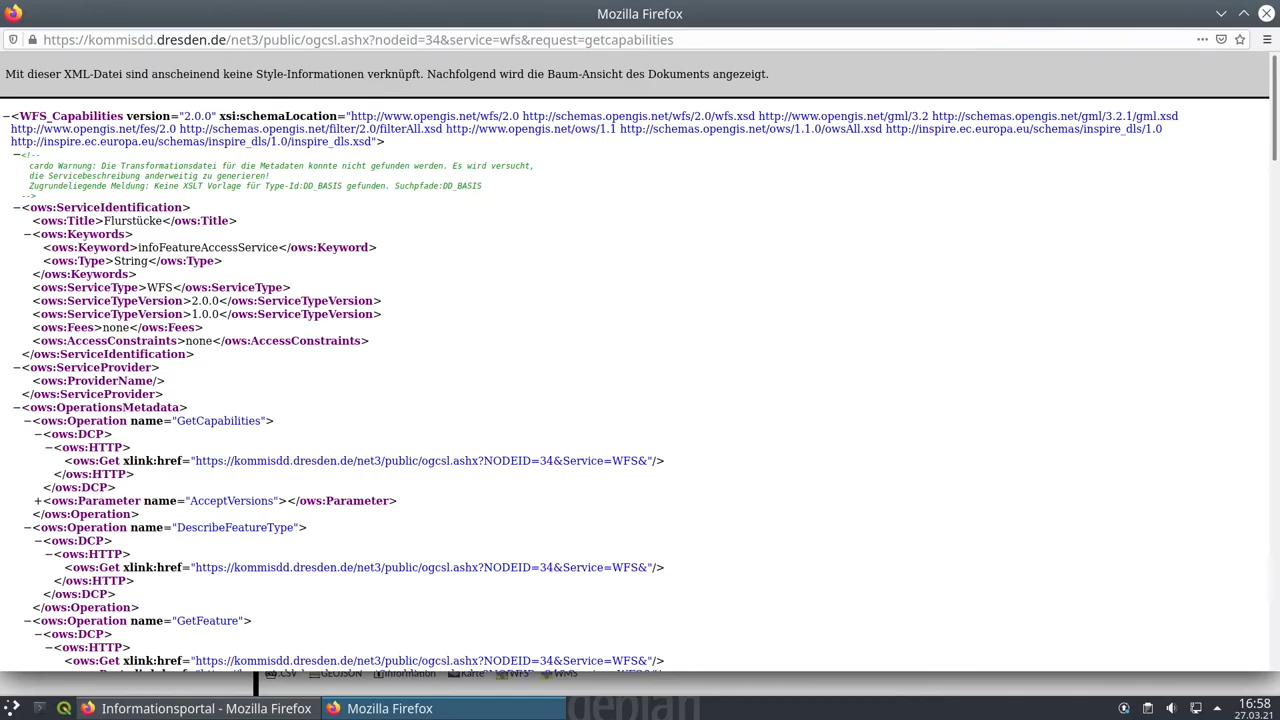 Mozilla Firefox
https://kommisdd.dresden.de/net3/public/ogcsl.ashx?nodeid=34&service=wfs&request=getcapabilities
Mit dieser XML-Datei sind anscheinend keine Style-Informationen verknüpft. Nachfolgend wird die Baum-Ansicht des Dokuments angezeigt.
−<WFS_Capabilities version="2.0.0" xsi:schemaLocation="http://www.opengis.net/wfs/2.0 http://schemas.opengis.net/wfs/2.0/wfs.xsd http://www.opengis.net/gml/3.2 http://schemas.opengis.net/gml/3.2.1/gml.xsd
http://www.opengis.net/fes/2.0 http://schemas.opengis.net/filter/2.0/filterAll.xsd http://www.opengis.net/ows/1.1 http://schemas.opengis.net/ows/1.1.0/owsAll.xsd http://inspire.ec.europa.eu/schemas/inspire_dls/1.0
http://inspire.ec.europa.eu/schemas/inspire_dls/1.0/inspire_dls.xsd">
−<!--
cardo Warnung: Die Transformationsdatei für die Metadaten konnte nicht gefunden werden. Es wird versucht,
die Servicebeschreibung anderweitig zu generieren!
Zugrundeliegende Meldung: Keine XSLT Vorlage für Type-Id:DD_BASIS gefunden. Suchpfade:DD_BASIS
-->
−<ows:ServiceIdentification>
<ows:Title>Flurstücke</ows:Title>
−<ows:Keywords>
<ows:Keyword>infoFeatureAccessService</ows:Keyword>
<ows:Type>String</ows:Type>
</ows:Keywords>
<ows:ServiceType>WFS</ows:ServiceType>
<ows:ServiceTypeVersion>2.0.0</ows:ServiceTypeVersion>
<ows:ServiceTypeVersion>1.0.0</ows:ServiceTypeVersion>
<ows:Fees>none</ows:Fees>
<ows:AccessConstraints>none</ows:AccessConstraints>
</ows:ServiceIdentification>
−<ows:ServiceProvider>
<ows:ProviderName/>
</ows:ServiceProvider>
−<ows:OperationsMetadata>
−<ows:Operation name="GetCapabilities">
−<ows:DCP>
−<ows:HTTP>
<ows:Get xlink:href="https://kommisdd.dresden.de/net3/public/ogcsl.ashx?NODEID=34&Service=WFS&"/>
</ows:HTTP>
</ows:DCP>
+<ows:Parameter name="AcceptVersions"></ows:Parameter>
</ows:Operation>
−<ows:Operation name="DescribeFeatureType">
−<ows:DCP>
−<ows:HTTP>
<ows:Get xlink:href="https://kommisdd.dresden.de/net3/public/ogcsl.ashx?NODEID=34&Service=WFS&"/>
</ows:HTTP>
</ows:DCP>
</ows:Operation>
−<ows:Operation name="GetFeature">
−<ows:DCP>
−<ows:HTTP>
<ows:Get xlink:href="https://kommisdd.dresden.de/net3/public/ogcsl.ashx?NODEID=34&Service=WFS&"/>
.CSV GEOJSON Information Karte WFS WMS
deplan
Informationsportal - Mozilla Firefox Mozilla Firefox 16:58
27.03.21